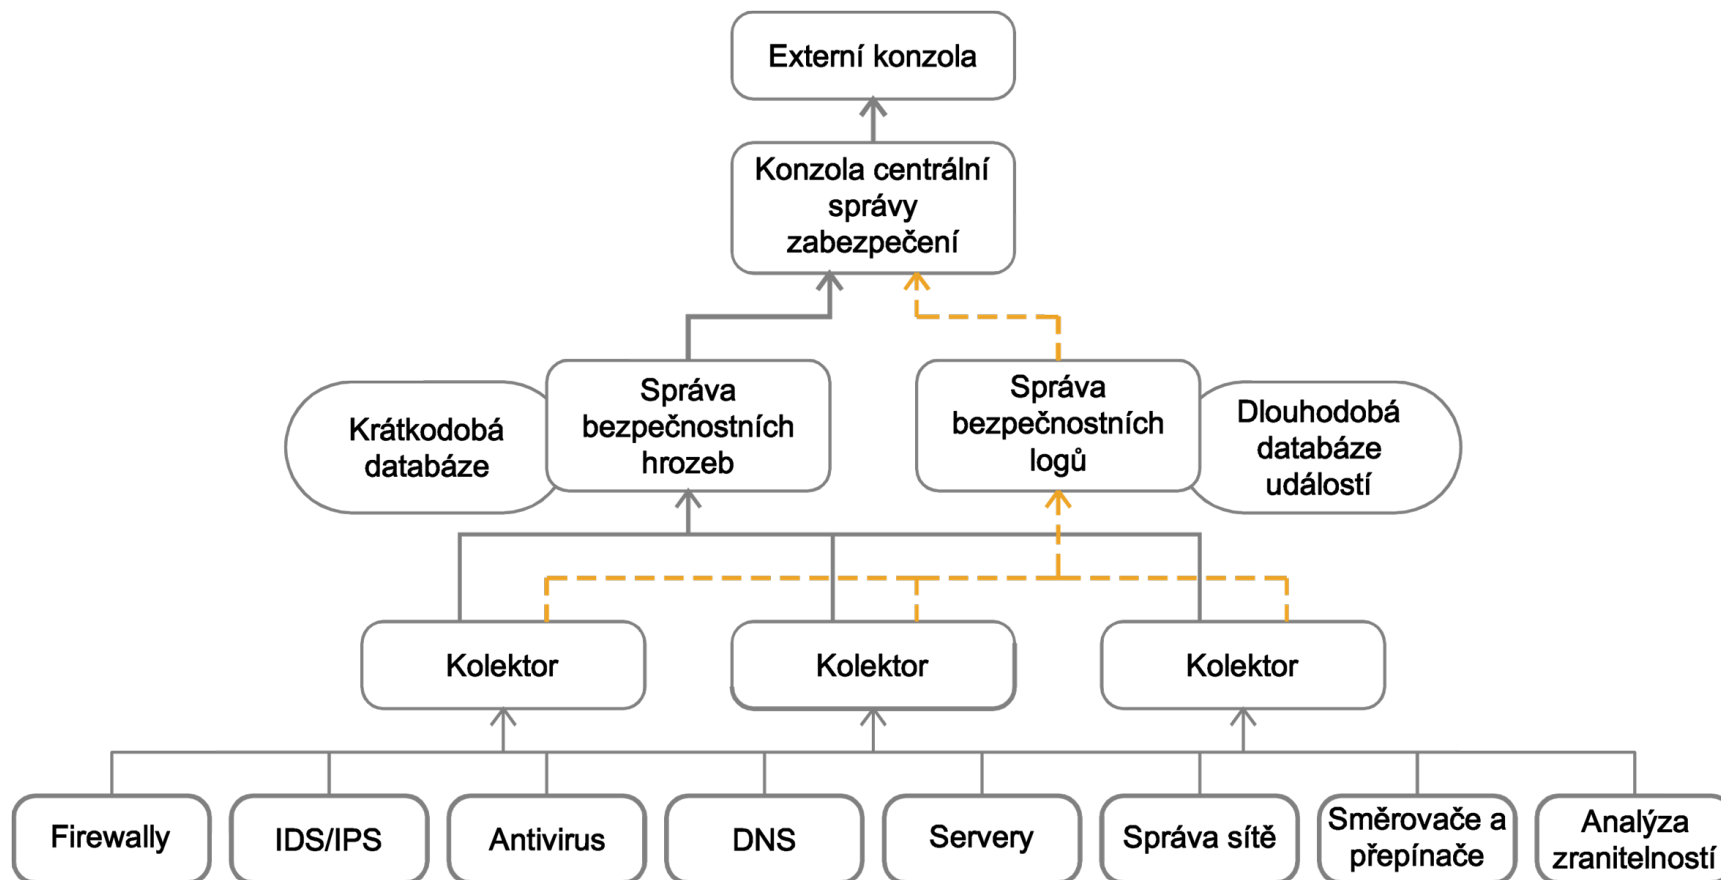 Externí konzola
Konzola centrální
správy
zabezpečení
Krátkodobá
databáze
Správa
bezpečnostních
hrozeb
Správa
bezpečnostních
logů
Dlouhodobá
databáze
událostí
Kolektor
Kolektor
Kolektor
Firewally
IDS/IPS
Antivirus
DNS
Servery
Správa sítě
Směrovače a
přepínače
Analýza
zranitelností